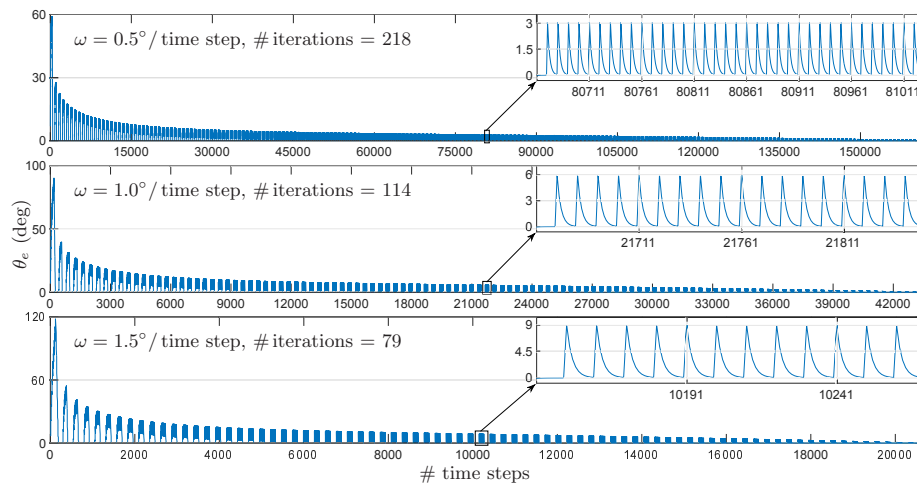 60
30
0
ω = 0.5°/ time step, # iterations = 218
3
1.5
0
80711 80761 80811 80861 80911 80961 81011
15000 30000 45000 60000 75000 90000 105000 120000 135000 150000
100
50
0
ω = 1.0°/ time step, # iterations = 114
6
3
0
21711 21761 21811
3000 6000 9000 12000 15000 18000 21000 24000 27000 30000 33000 36000 39000 42000
θe (deg)
120
60
0
ω = 1.5°/ time step, # iterations = 79
9
4.5
0
10191 10241
0 2000 4000 6000 8000 10000 12000 14000 16000 18000 20000
# time steps